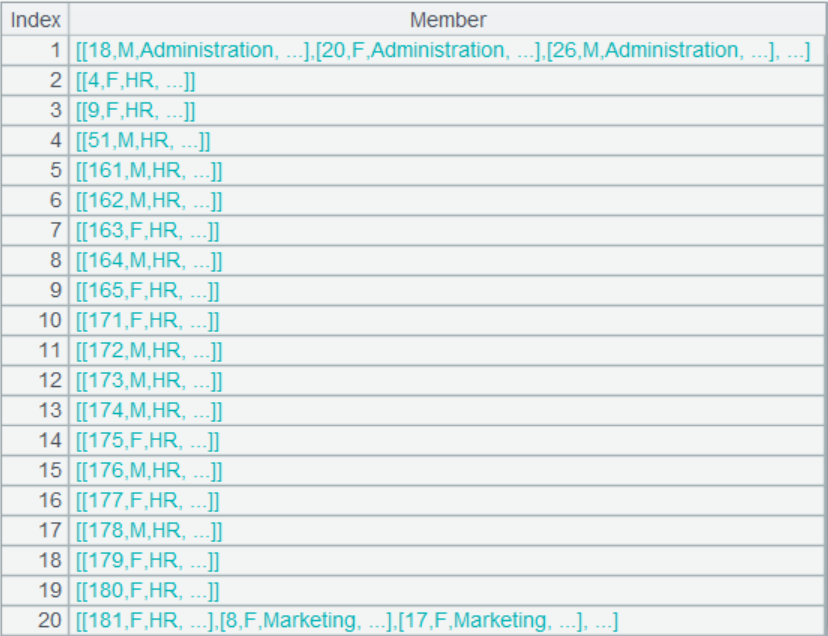 Index Member
1 [[18,M,Administration, ...],[20,F,Administration, ...],[26,M,Administration, ...], ...]
2 [[4,F,HR, ...]]
3 [[9,F,HR, ...]]
4 [[51,M,HR, ...]]
5 [[161,M,HR, ...]]
6 [[162,M,HR, ...]]
7 [[163,F,HR, ...]]
8 [[164,M,HR, ...]]
9 [[165,F,HR, ...]]
10 [[171,F,HR, ...]]
11 [[172,M,HR, ...]]
12 [[173,M,HR, ...]]
13 [[174,M,HR, ...]]
14 [[175,F,HR, ...]]
15 [[176,M,HR, ...]]
16 [[177,F,HR, ...]]
17 [[178,M,HR, ...]]
18 [[179,F,HR, ...]]
19 [[180,F,HR, ...]]
20 [[181,F,HR, ...],[8,F,Marketing, ...],[17,F,Marketing, ...], ...]